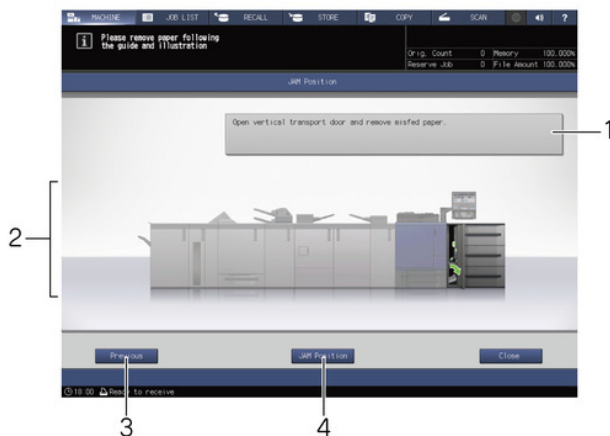 MACHINE JOB LIST RECALL STORE COPY SCAN ?
Please remove paper following
the guide and illustration
Orig. Count 0 Memory 100.000%
Reserve Job 0 File Amount 100.000%
JAM Position
Open vertical transport door and remove misfed paper.
1
2
Previous JAM Position Close
18:00 Ready to receive
3 4